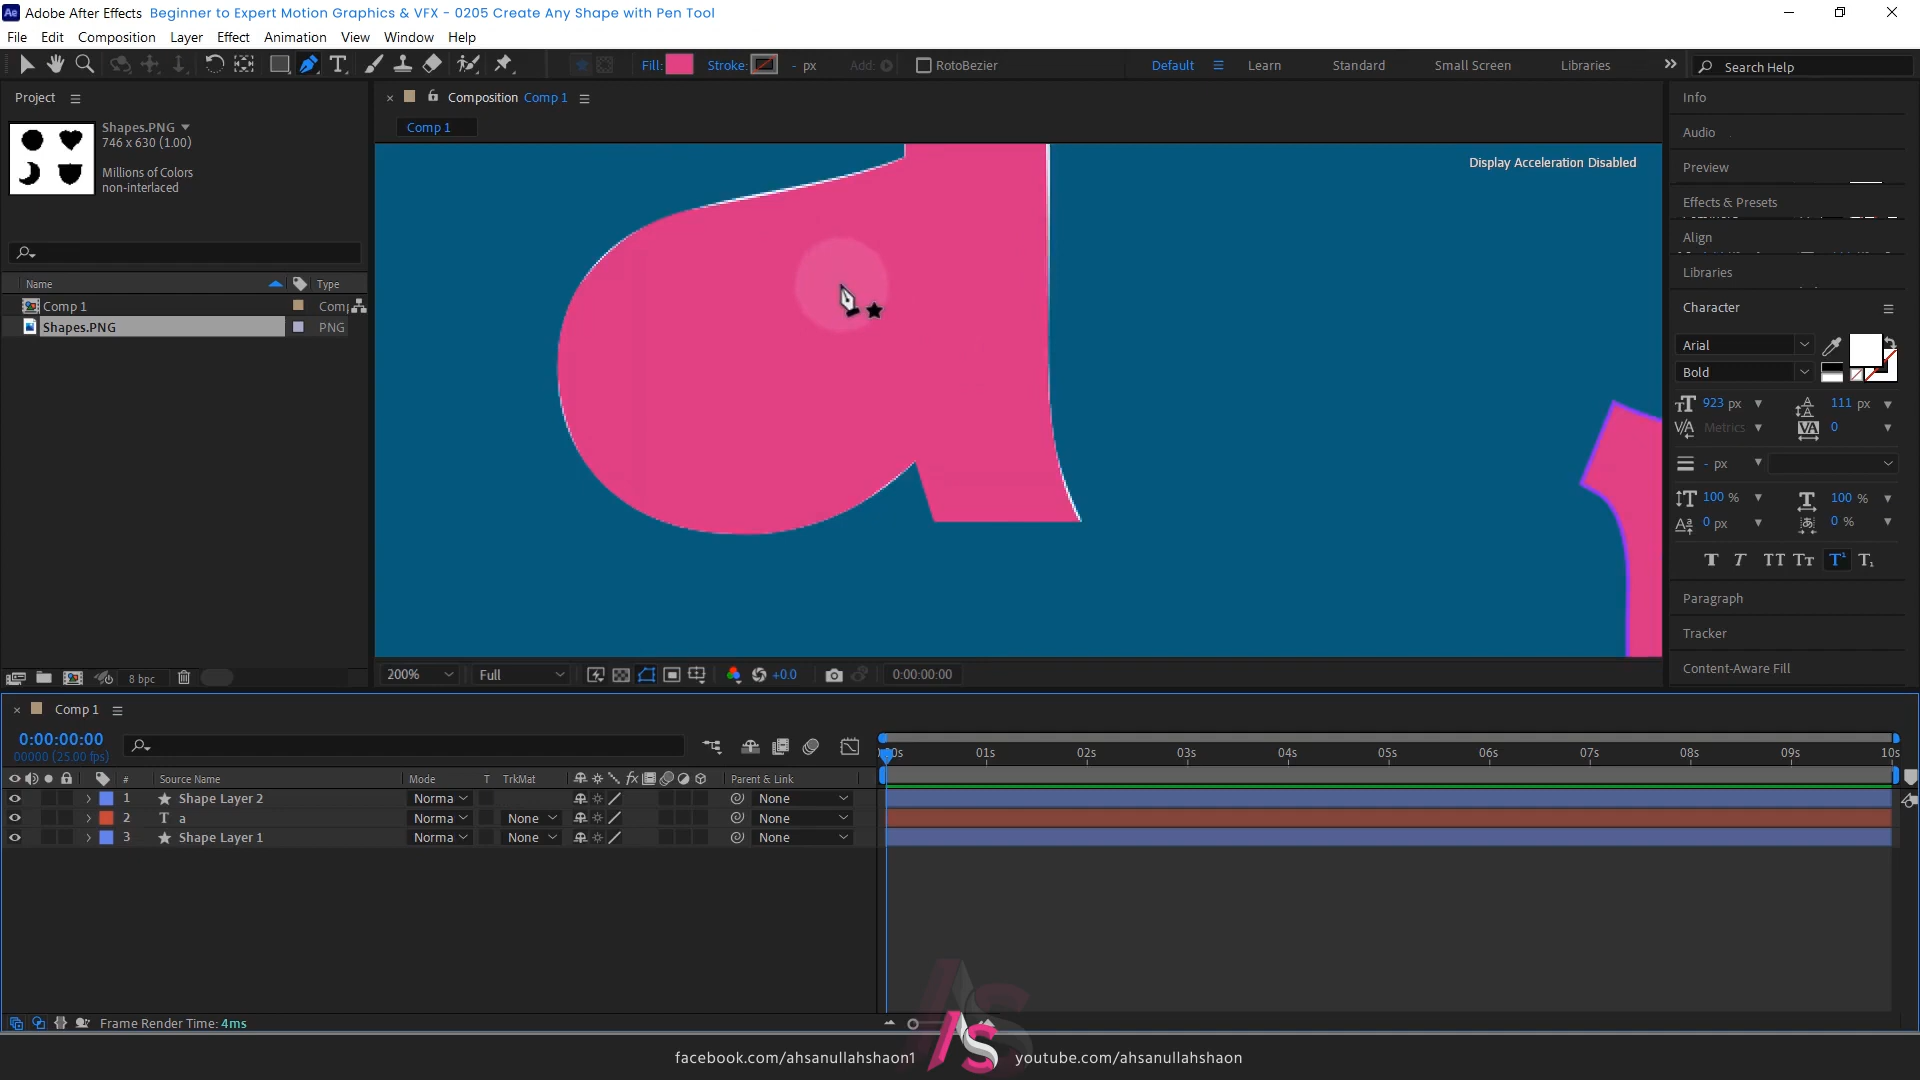 Adobe After Effects
Beginner to Expert Motion Graphics & VFX - 0205 Create Any Shape with Pen Tool
File Edit Composition Layer Effect Animation View Window Help
Fill: Stroke: - px Add: RotoBezier Default Learn Standard Small Screen Libraries Search Help
Project
Composition Comp 1
Comp 1
Shapes.PNG
746 x 630 (1.00)
Millions of Colors
non-interlaced
Name Type
Comp 1
Shapes.PNG PNG
8 bpc
Display Acceleration Disabled
200% Full +0.0 0:00:00:00
Info
Audio
Preview
Effects & Presets
Align
Libraries
Character
Arial
Bold
923 px 111 px
Metrics 0
- px
100 % 100 %
0 px 0 %
T T TT Tt T¹ T₁
Paragraph
Tracker
Content-Aware Fill
Comp 1
0:00:00:00
00000 (25.00 fps)
01s 02s 03s 04s 05s 06s 07s 08s 09s 10s
# Source Name Mode T TrkMat fx Parent & Link
1 Shape Layer 2 Norma None
2 T a Norma None None
3 Shape Layer 1 Norma None None
Frame Render Time: 4ms
facebook.com/ahsanullahshaon1 youtube.com/ahsanullahshaon